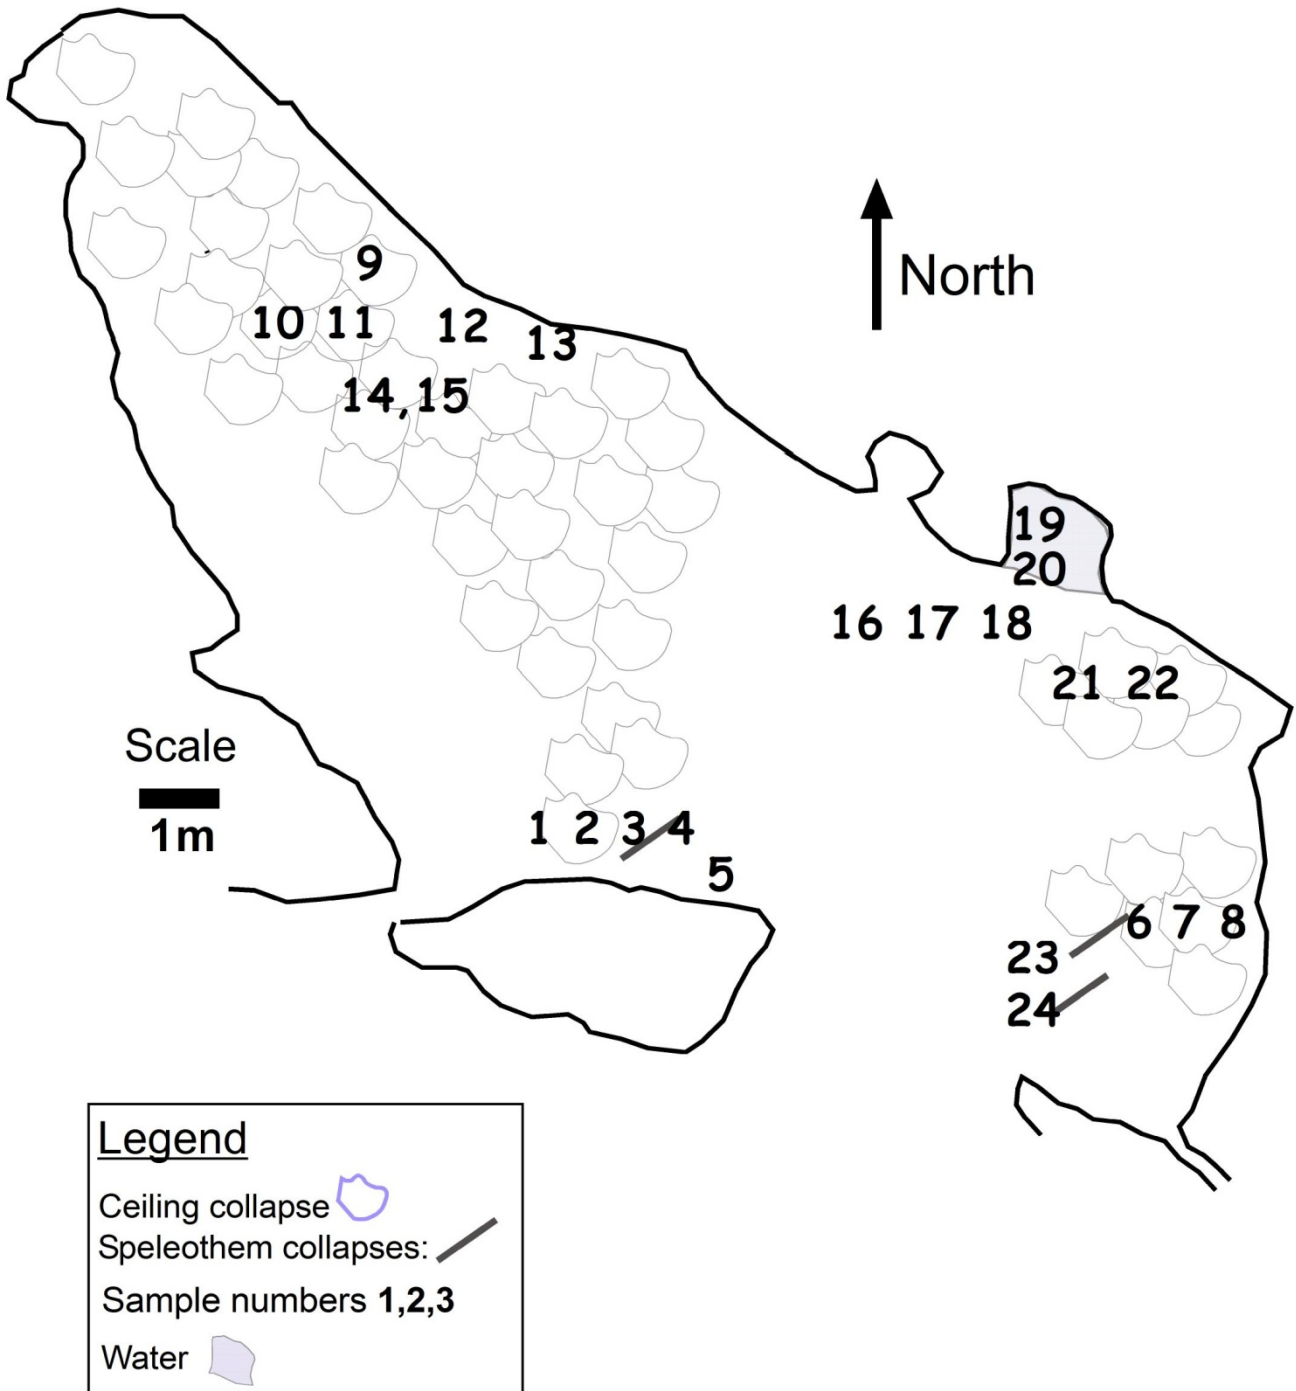 9
North
10 11 12 13
14,15
19
20
16 17 18
21 22
Scale
1m
1 2 3 4
5
6 7 8
23
24
Legend
Ceiling collapse
Speleothem collapses:
Sample numbers 1,2,3
Water